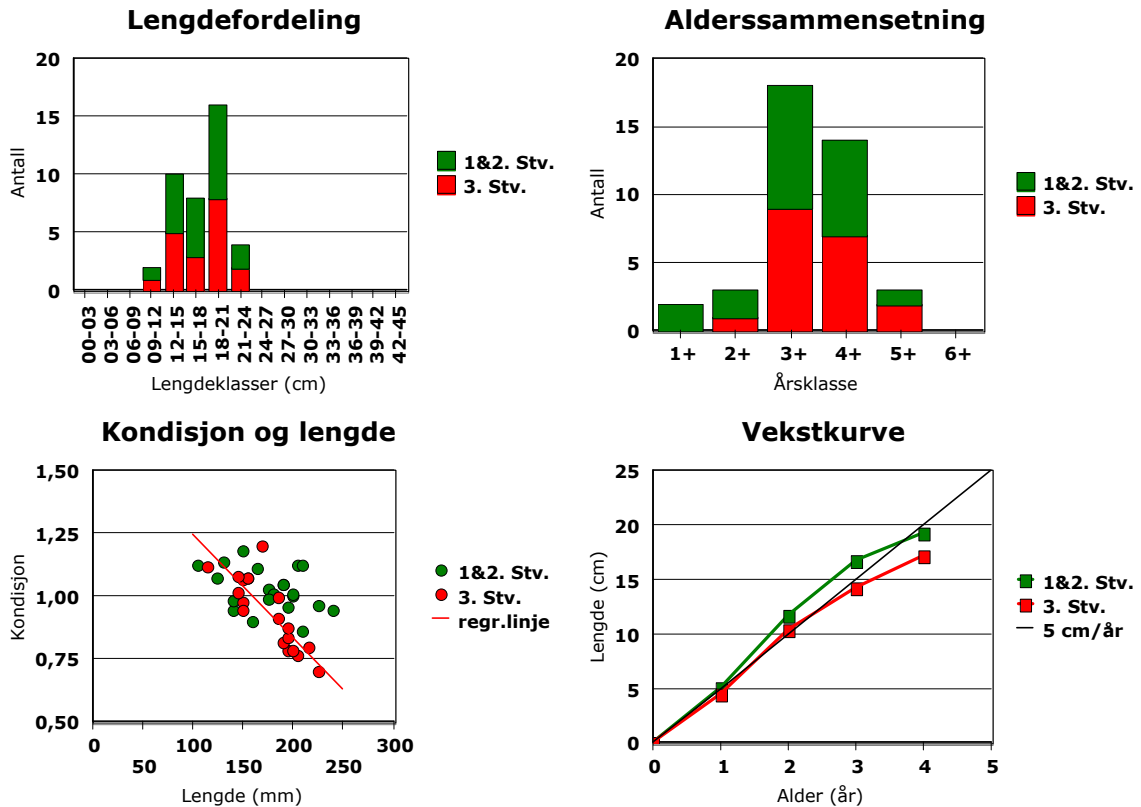 Lengdefordeling
20
15
10
5
0
Antall
00-03
03-06
06-09
09-12
12-15
15-18
18-21
21-24
24-27
27-30
30-33
33-36
36-39
39-42
42-45
Lengdeklasser (cm)
1&2. Stv.
3. Stv.
Alderssammensetning
20
15
10
5
0
Antall
1+ 2+ 3+ 4+ 5+ 6+
Årsklasse
1&2. Stv.
3. Stv.
Kondisjon og lengde
1,50
1,25
1,00
0,75
0,50
Kondisjon
0 100 200 300
50 150 250
Lengde (mm)
1&2. Stv.
3. Stv.
regr.linje
Vekstkurve
25
20
15
10
5
0
Lengde (cm)
0 1 2 3 4 5
Alder (år)
1&2. Stv.
3. Stv.
5 cm/år